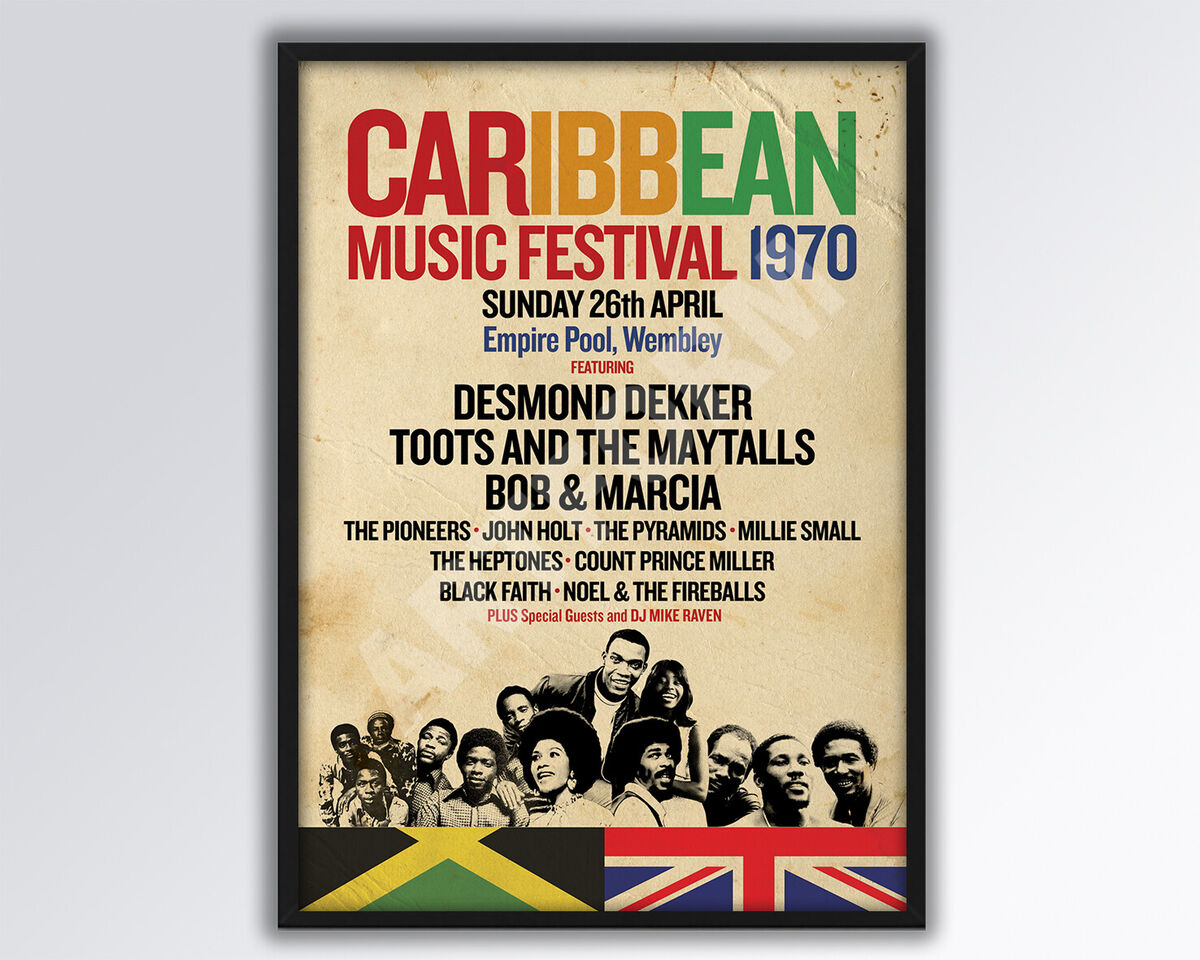 CARIBBEAN
MUSIC FESTIVAL 1970
SUNDAY 26th APRIL
Empire Pool, Wembley
FEATURING
DESMOND DEKKER
TOOTS AND THE MAYTALLS
BOB & MARCIA
THE PIONEERS • JOHN HOLT • THE PYRAMIDS • MILLIE SMALL
THE HEPTONES • COUNT PRINCE MILLER
BLACK FAITH • NOEL & THE FIREBALLS
PLUS Special Guests and DJ MIKE RAVEN